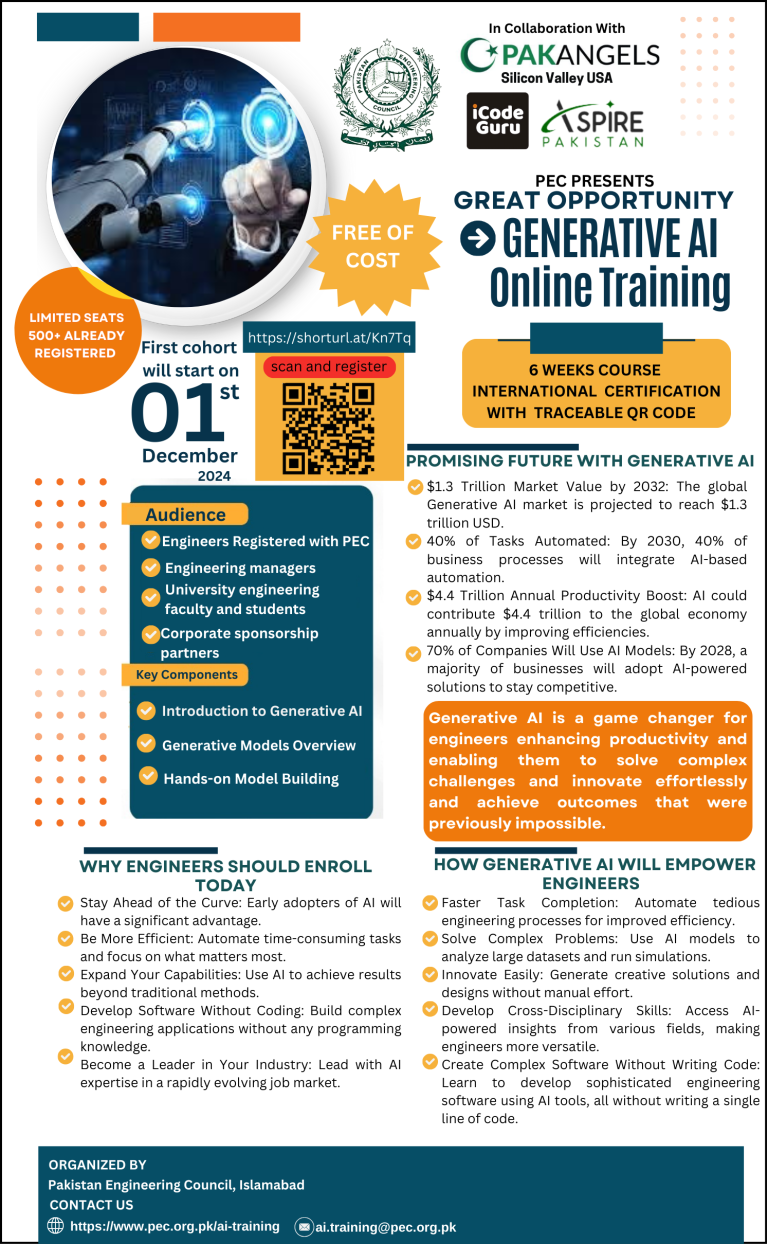 In Collaboration With
PAKANGELS
Silicon Valley USA
PAKISTAN ENGINEERING COUNCIL
iCode
Guru
ASPIRE
PAKISTAN
PEC PRESENTS
GREAT OPPORTUNITY
GENERATIVE AI
Online Training
FREE OF
COST
LIMITED SEATS
500+ ALREADY
REGISTERED
First cohort
will start on
01st
December
2024
https://shorturl.at/Kn7Tq
scan and register
6 WEEKS COURSE
INTERNATIONAL CERTIFICATION
WITH TRACEABLE QR CODE
Audience
Engineers Registered with PEC
Engineering managers
University engineering
faculty and students
Corporate sponsorship
partners
Key Components
Introduction to Generative AI
Generative Models Overview
Hands-on Model Building
PROMISING FUTURE WITH GENERATIVE AI
$1.3 Trillion Market Value by 2032: The global
Generative AI market is projected to reach $1.3
trillion USD.
40% of Tasks Automated: By 2030, 40% of
business processes will integrate AI-based
automation.
$4.4 Trillion Annual Productivity Boost: AI could
contribute $4.4 trillion to the global economy
annually by improving efficiencies.
70% of Companies Will Use AI Models: By 2028, a
majority of businesses will adopt AI-powered
solutions to stay competitive.
Generative AI is a game changer for
engineers enhancing productivity and
enabling them to solve complex
challenges and innovate effortlessly
and achieve outcomes that were
previously impossible.
WHY ENGINEERS SHOULD ENROLL
TODAY
Stay Ahead of the Curve: Early adopters of AI will
have a significant advantage.
Be More Efficient: Automate time-consuming tasks
and focus on what matters most.
Expand Your Capabilities: Use AI to achieve results
beyond traditional methods.
Develop Software Without Coding: Build complex
engineering applications without any programming
knowledge.
Become a Leader in Your Industry: Lead with AI
expertise in a rapidly evolving job market.
HOW GENERATIVE AI WILL EMPOWER
ENGINEERS
Faster Task Completion: Automate tedious
engineering processes for improved efficiency.
Solve Complex Problems: Use AI models to
analyze large datasets and run simulations.
Innovate Easily: Generate creative solutions and
designs without manual effort.
Develop Cross-Disciplinary Skills: Access AI-
powered insights from various fields, making
engineers more versatile.
Create Complex Software Without Writing Code:
Learn to develop sophisticated engineering
software using AI tools, all without writing a single
line of code.
ORGANIZED BY
Pakistan Engineering Council, Islamabad
CONTACT US
https://www.pec.org.pk/ai-training
ai.training@pec.org.pk